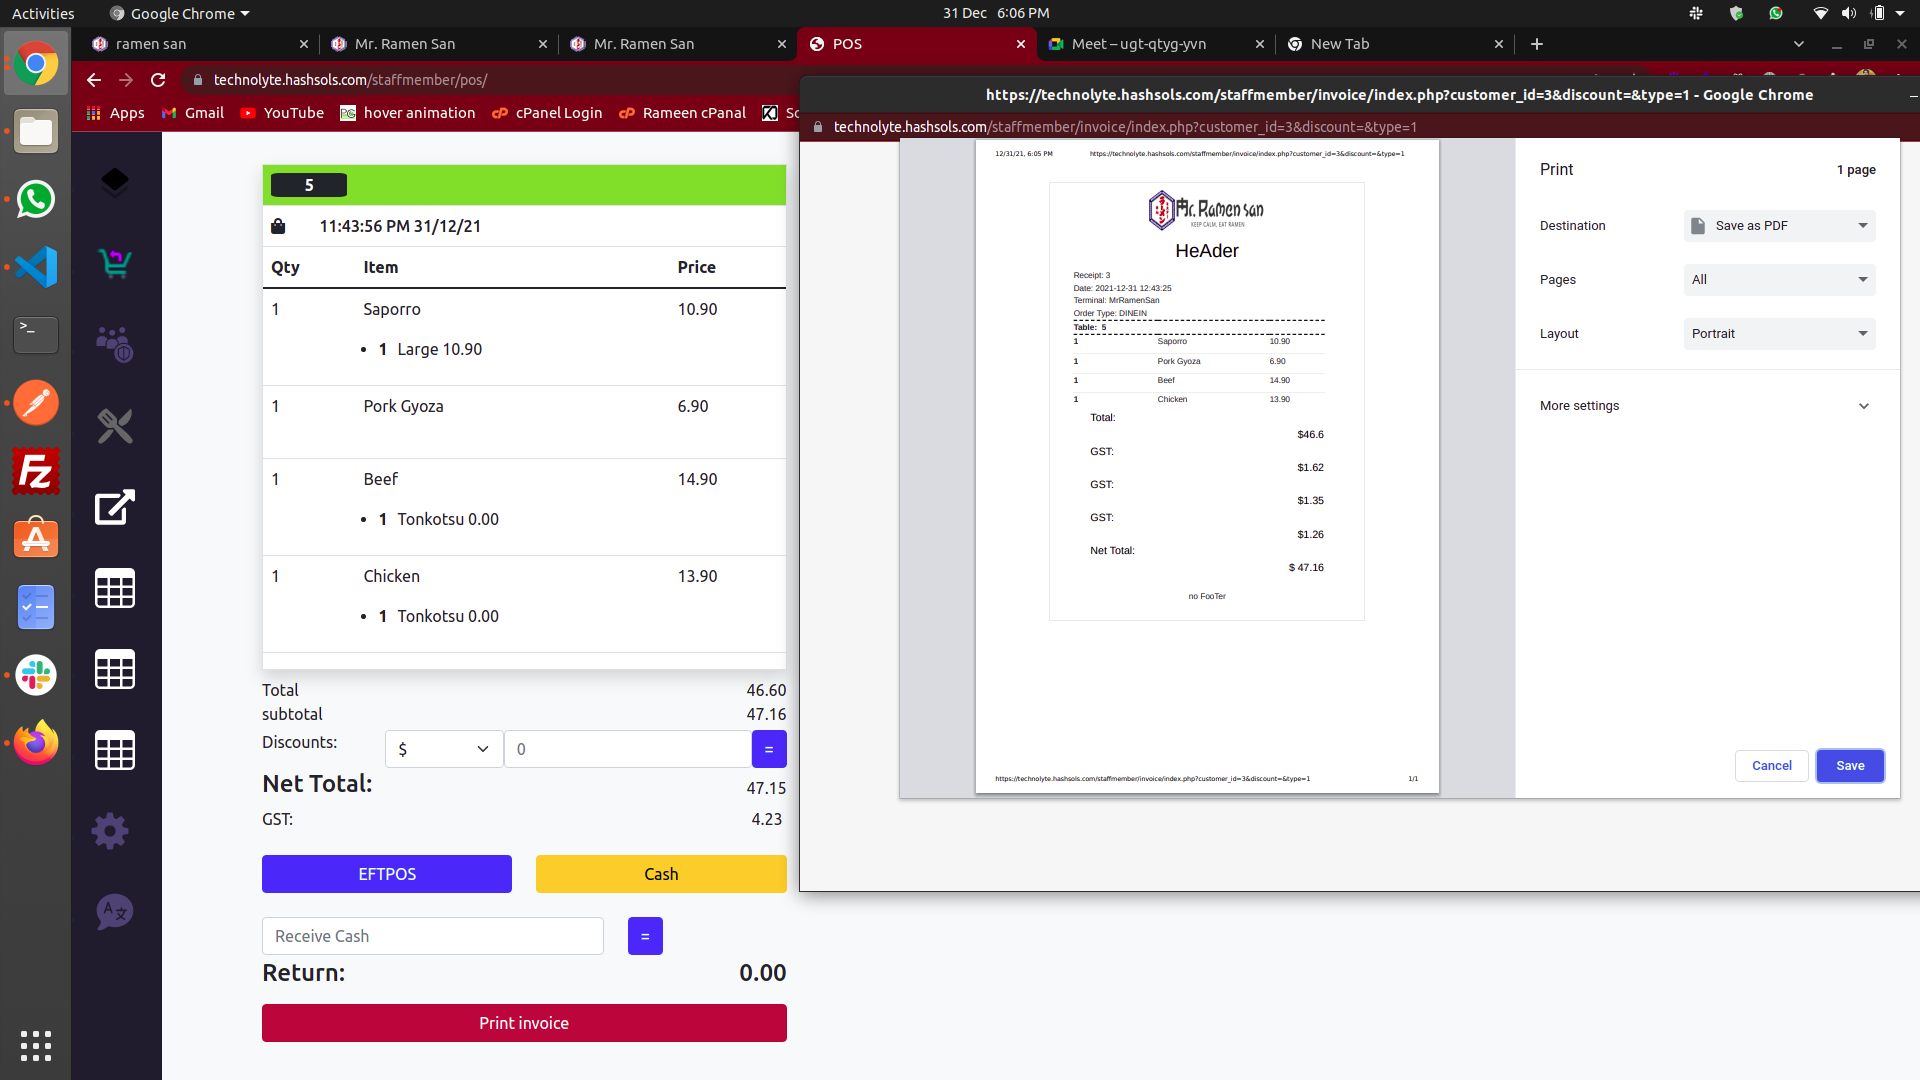 Activities
Google Chrome
31 Dec 6:06 PM
ramen san
Mr. Ramen San
Mr. Ramen San
POS
Meet – ugt-qtyg-yvn
New Tab
technolyte.hashsols.com/staffmember/pos/
Apps
Gmail
YouTube
hover animation
cPanel Login
Rameen cPanal
Sc
5
11:43:56 PM 31/12/21
Qty Item Price
1 Saporro 10.90
• 1 Large 10.90
1 Pork Gyoza 6.90
1 Beef 14.90
• 1 Tonkotsu 0.00
1 Chicken 13.90
• 1 Tonkotsu 0.00
Total 46.60
subtotal 47.16
Discounts: $ 0 =
Net Total: 47.15
GST: 4.23
EFTPOS Cash
Receive Cash =
Return: 0.00
Print invoice
https://technolyte.hashsols.com/staffmember/invoice/index.php?customer_id=3&discount=&type=1 - Google Chrome
technolyte.hashsols.com/staffmember/invoice/index.php?customer_id=3&discount=&type=1
12/31/21, 6:05 PM https://technolyte.hashsols.com/staffmember/invoice/index.php?customer_id=3&discount=&type=1
Mr. Ramen san
KEEP CALM, EAT RAMEN
HeAder
Receipt: 3
Date: 2021-12-31 12:43:25
Terminal: MrRamenSan
Order Type: DINEIN
Table: 5
1 Saporro 10.90
1 Pork Gyoza 6.90
1 Beef 14.90
1 Chicken 13.90
Total:
$46.6
GST:
$1.62
GST:
$1.35
GST:
$1.26
Net Total:
$ 47.16
no FooTer
https://technolyte.hashsols.com/staffmember/invoice/index.php?customer_id=3&discount=&type=1 1/1
Print 1 page
Destination Save as PDF
Pages All
Layout Portrait
More settings
Cancel Save